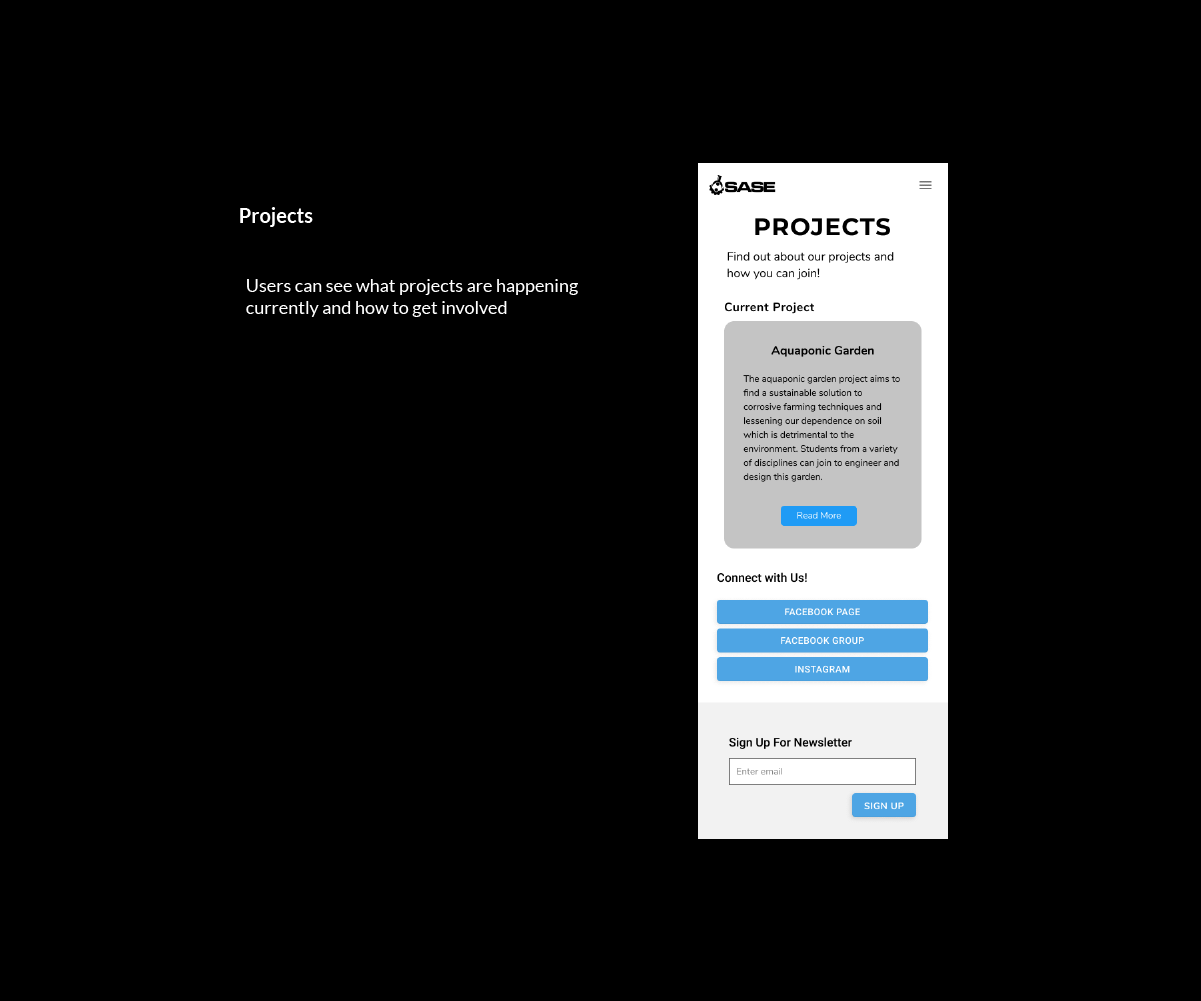 Projects
Users can see what projects are happening
currently and how to get involved
SASE
PROJECTS
Find out about our projects and
how you can join!
Current Project
Aquaponic Garden
The aquaponic garden project aims to
find a sustainable solution to
corrosive farming techniques and
lessening our dependence on soil
which is detrimental to the
environment. Students from a variety
of disciplines can join to engineer and
design this garden.
Read More
Connect with Us!
FACEBOOK PAGE
FACEBOOK GROUP
INSTAGRAM
Sign Up For Newsletter
Enter email
SIGN UP